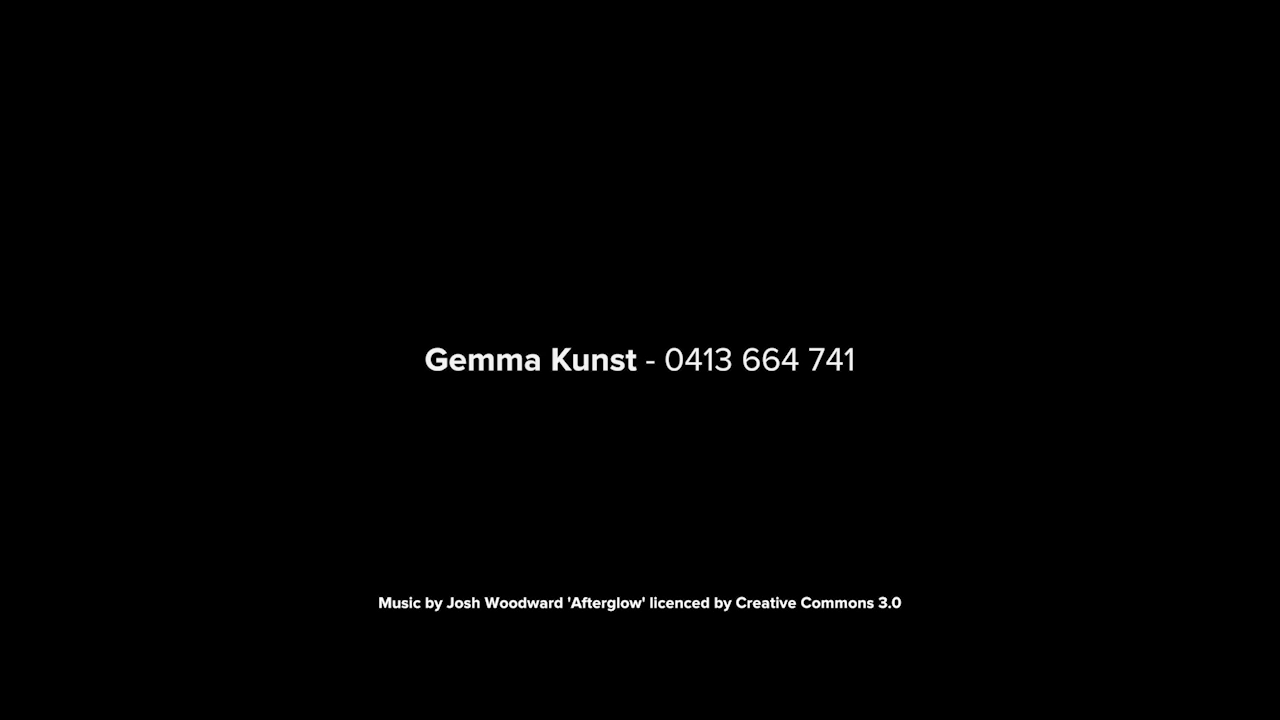 Gemma Kunst - 0413 664 741
Music by Josh Woodward 'Afterglow' licenced by Creative Commons 3.0